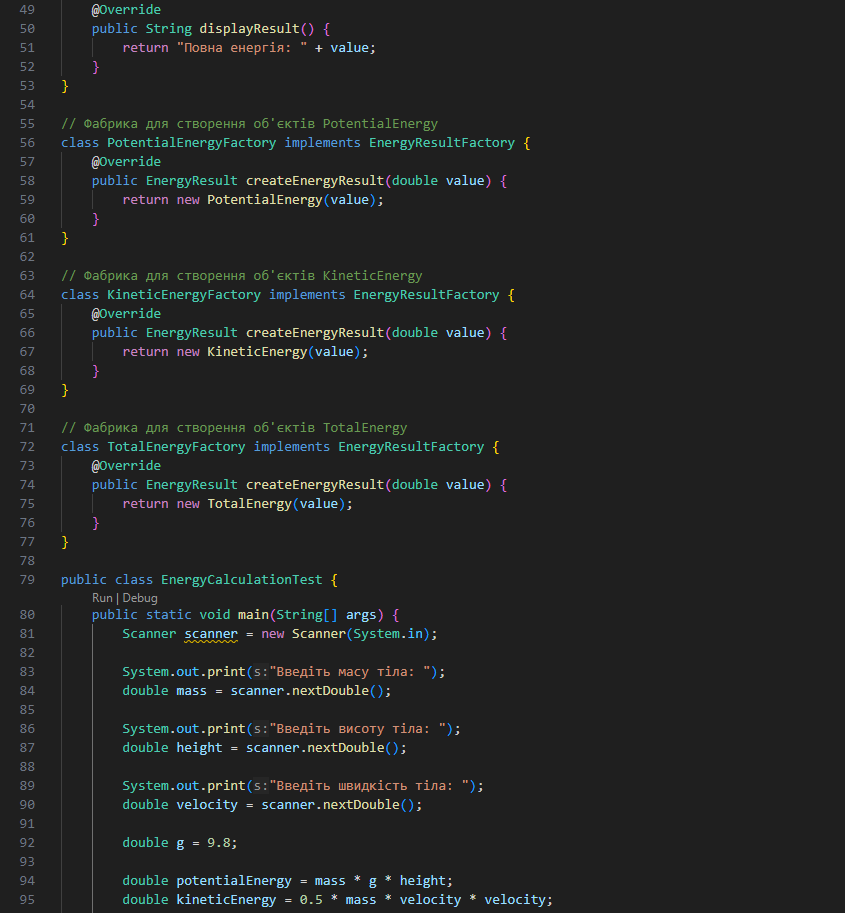 49 @Override
50 public String displayResult() {
51 return "Повна енергія: " + value;
52 }
53 }
54
55 // Фабрика для створення об'єктів PotentialEnergy
56 class PotentialEnergyFactory implements EnergyResultFactory {
57 @Override
58 public EnergyResult createEnergyResult(double value) {
59 return new PotentialEnergy(value);
60 }
61 }
62
63 // Фабрика для створення об'єктів KineticEnergy
64 class KineticEnergyFactory implements EnergyResultFactory {
65 @Override
66 public EnergyResult createEnergyResult(double value) {
67 return new KineticEnergy(value);
68 }
69 }
70
71 // Фабрика для створення об'єктів TotalEnergy
72 class TotalEnergyFactory implements EnergyResultFactory {
73 @Override
74 public EnergyResult createEnergyResult(double value) {
75 return new TotalEnergy(value);
76 }
77 }
78
79 public class EnergyCalculationTest {
Run | Debug
80 public static void main(String[] args) {
81 Scanner scanner = new Scanner(System.in);
82
83 System.out.print(s:"Введіть масу тіла: ");
84 double mass = scanner.nextDouble();
85
86 System.out.print(s:"Введіть висоту тіла: ");
87 double height = scanner.nextDouble();
88
89 System.out.print(s:"Введіть швидкість тіла: ");
90 double velocity = scanner.nextDouble();
91
92 double g = 9.8;
93
94 double potentialEnergy = mass * g * height;
95 double kineticEnergy = 0.5 * mass * velocity * velocity;